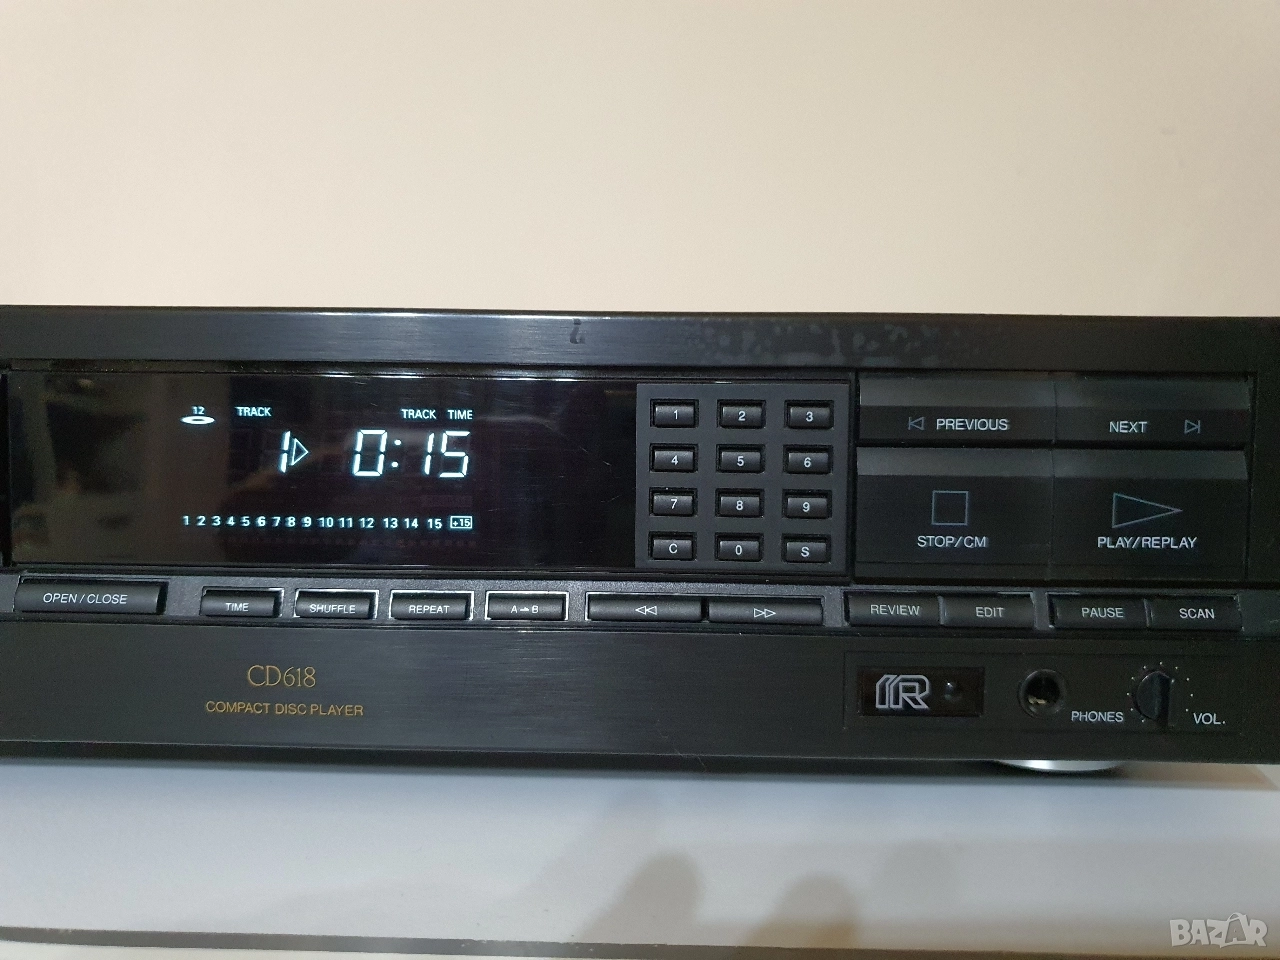 12 TRACK TRACK TIME
1 0:15
1 2 3 4 5 6 7 8 9 10 11 12 13 14 15 +15
1 2 3
4 5 6
7 8 9
C 0 S
PREVIOUS NEXT
STOP/CM PLAY/REPLAY
OPEN/CLOSE TIME SHUFFLE REPEAT A→B REVIEW EDIT PAUSE SCAN
CD618
COMPACT DISC PLAYER
IR PHONES VOL.
BAZAR